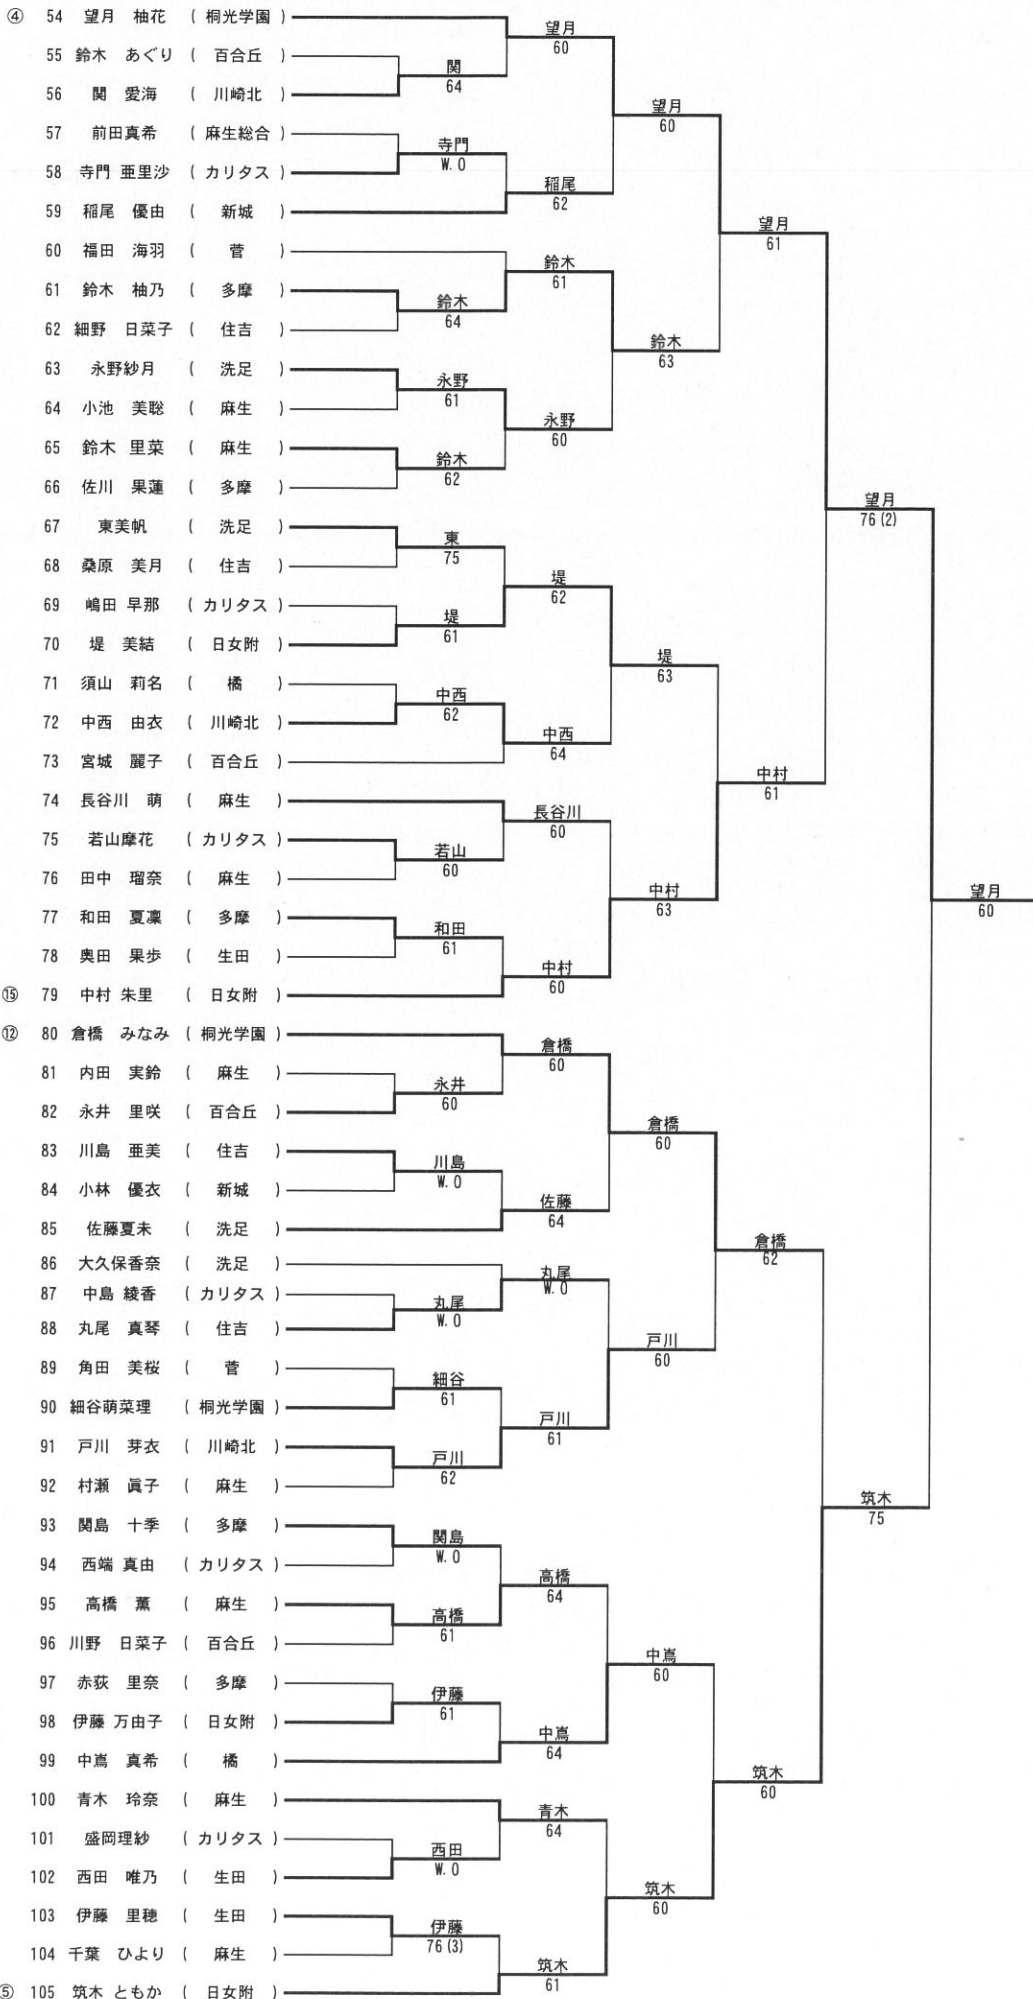 ④ 54 望月 柚花 ( 桐光学園 )
望月
60
55 鈴木 あぐり ( 百合丘 )
関
64
56 関 愛海 ( 川崎北 )
望月
60
57 前田真希 ( 麻生総合 )
寺門
W.O
58 寺門 亜里沙 ( カリタス )
稲尾
62
59 稲尾 優由 ( 新城 )
望月
61
60 福田 海羽 ( 菅 )
鈴木
61
61 鈴木 柚乃 ( 多摩 )
鈴木
64
62 細野 日菜子 ( 住吉 )
鈴木
63
63 永野紗月 ( 洗足 )
永野
61
64 小池 美聡 ( 麻生 )
永野
60
65 鈴木 里菜 ( 麻生 )
鈴木
62
66 佐川 果蓮 ( 多摩 )
望月
76(2)
67 東美帆 ( 洗足 )
東
75
68 桑原 美月 ( 住吉 )
堤
62
69 嶋田 早那 ( カリタス )
堤
61
70 堤 美結 ( 日女附 )
堤
63
71 須山 莉名 ( 橘 )
中西
62
72 中西 由衣 ( 川崎北 )
中西
64
73 宮城 麗子 ( 百合丘 )
中村
61
74 長谷川 萌 ( 麻生 )
長谷川
60
75 若山摩花 ( カリタス )
若山
60
76 田中 瑠奈 ( 麻生 )
中村
63
望月
60
77 和田 夏凜 ( 多摩 )
和田
61
78 奥田 果歩 ( 生田 )
中村
60
⑮ 79 中村 朱里 ( 日女附 )
⑫ 80 倉橋 みなみ ( 桐光学園 )
倉橋
60
81 内田 実鈴 ( 麻生 )
永井
60
82 永井 里咲 ( 百合丘 )
倉橋
60
83 川島 亜美 ( 住吉 )
川島
W.O
84 小林 優衣 ( 新城 )
佐藤
64
85 佐藤夏未 ( 洗足 )
倉橋
62
86 大久保香奈 ( 洗足 )
丸尾
W.O
87 中島 綾香 ( カリタス )
丸尾
W.O
88 丸尾 真琴 ( 住吉 )
戸川
60
89 角田 美桜 ( 菅 )
細谷
61
90 細谷萌菜理 ( 桐光学園 )
戸川
61
91 戸川 芽衣 ( 川崎北 )
戸川
62
92 村瀬 眞子 ( 麻生 )
筑木
75
93 関島 十季 ( 多摩 )
関島
W.O
94 西端 真由 ( カリタス )
高橋
64
95 高橋 薫 ( 麻生 )
高橋
61
96 川野 日菜子 ( 百合丘 )
中嶌
60
97 赤荻 里奈 ( 多摩 )
伊藤
61
98 伊藤 万由子 ( 日女附 )
中嶌
64
99 中嶌 真希 ( 橘 )
筑木
60
100 青木 玲奈 ( 麻生 )
青木
64
101 盛岡理紗 ( カリタス )
西田
W.O
102 西田 唯乃 ( 生田 )
筑木
60
103 伊藤 里穂 ( 生田 )
伊藤
76(3)
104 千葉 ひより ( 麻生 )
筑木
61
⑤ 105 筑木 ともか ( 日女附 )